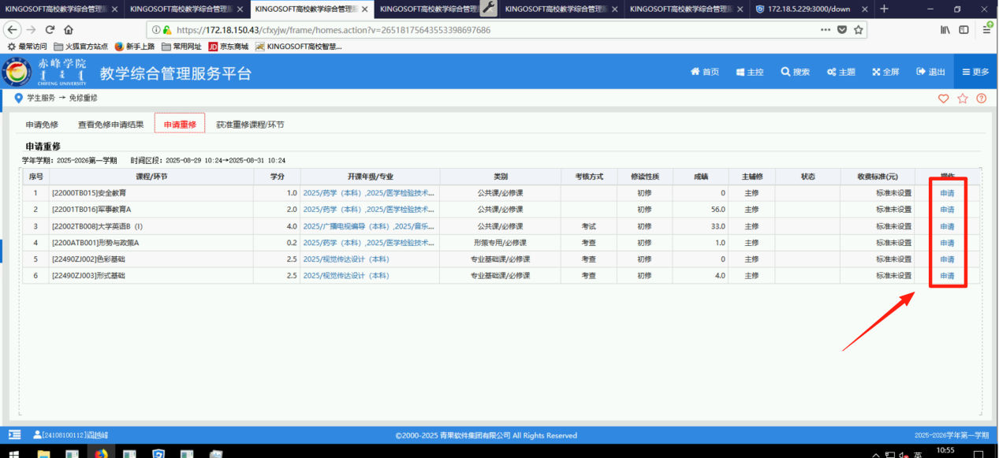 KINGOSOFT高校教学综合管理服 KINGOSOFT高校教学综合管理服 KINGOSOFT高校教学综合管理服 KINGOSOFT高校教学综合管理 KINGOSOFT高校教学综合管理服 KINGOSOFT高校教学综合管理服 172.18.5.229:3000/down
https://172.18.150.43/cfxyjw/frame/homes.action?v=26518175643553398697686
最常访问 火狐官方站点 新手上路 常用网址 JD 京东商城 KINGOSOFT高校智慧...
赤峰学院 CHIFENG UNIVERSITY 教学综合管理服务平台 首页 主控 搜索 主题 全屏 退出 更多
学生服务 → 免修重修
申请免修 查看免修申请结果 申请重修 获准重修课程/环节
申请重修
学年学期：2025-2026第一学期 时间区段：2025-08-29 10:24→2025-08-31 10:24
序号 课程/环节 学分 开课年级/专业 类别 考核方式 修读性质 成绩 主辅修 状态 收费标准(元) 操作
1 [22000TB015]安全教育 1.0 2025/药学（本科）,2025/医学检验技术... 公共课/必修课 初修 0 主修 标准未设置 申请
2 [22001TB016]军事教育A 2.0 2025/药学（本科）,2025/医学检验技术... 公共课/必修课 初修 56.0 主修 标准未设置 申请
3 [22002TB008]大学英语B（I） 4.0 2025/广播电视编导（本科）,2025/音乐... 公共课/必修课 考试 初修 33.0 主修 标准未设置 申请
4 [2200ATB001]形势与政策A 0.2 2025/药学（本科）,2025/医学检验技术... 形策专用/必修课 考查 初修 1.0 主修 标准未设置 申请
5 [22490ZJ002]色彩基础 2.5 2025/视觉传达设计（本科） 专业基础课/必修课 考查 初修 0 主修 标准未设置 申请
6 [22490ZJ003]形式基础 2.5 2025/视觉传达设计（本科） 专业基础课/必修课 考查 初修 4.0 主修 标准未设置 申请
[24108100112]阎越峰 ©2000-2025 青果软件集团有限公司 All Rights Reserved 2025-2026学年第一学期
英 10:55